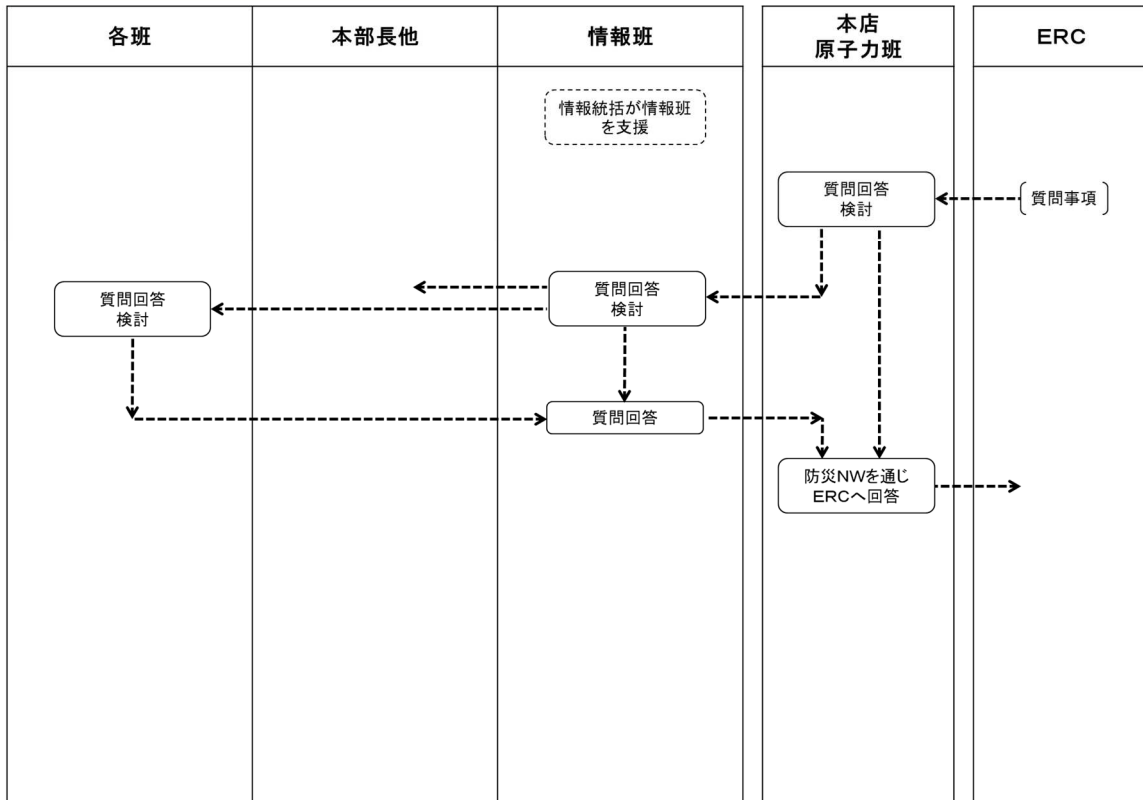 各班
本部長他
情報班
本店
原子力班
ERC
情報統括が情報班
を支援
質問回答
検討
質問事項
質問回答
検討
質問回答
検討
質問回答
防災NWを通じ
ERCへ回答